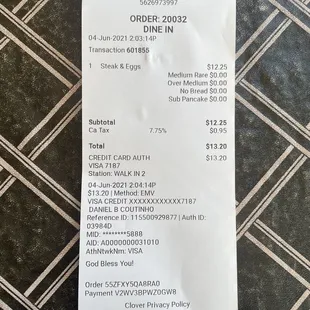 5626973997
ORDER: 20032
DINE IN
04-Jun-2021 2:03:14P
Transaction 601855
1 Steak & Eggs $12.25
Medium Rare $0.00
Over Medium $0.00
No Bread $0.00
Sub Pancake $0.00
Subtotal $12.25
Ca Tax 7.75% $0.95
Total $13.20
CREDIT CARD AUTH $13.20
VISA 7187
Station: WALK IN 2
04-Jun-2021 2:04:14P
$13.20 | Method: EMV
VISA CREDIT XXXXXXXXXXXX7187
DANIEL B COUTINHO
Reference ID: 115500929877 | Auth ID:
03984D
MID: ********5888
AID: A0000000031010
AthNtwkNm: VISA
God Bless You!
Order 55ZFXY5QA8RA0
Payment V2WV3BPWZ0GW8
Clover Privacy Policy